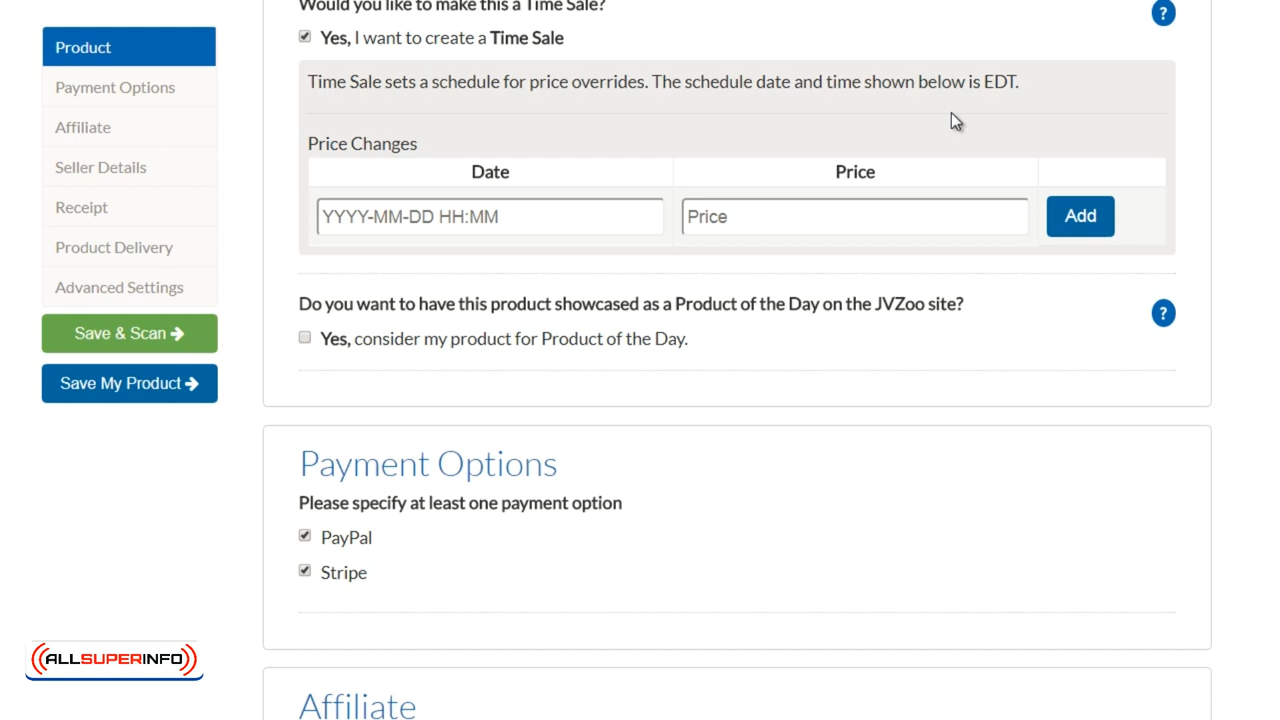 Would you like to make this a Time Sale?
?
Yes, I want to create a Time Sale
Product
Payment Options
Affiliate
Seller Details
Receipt
Product Delivery
Advanced Settings
Save & Scan
Save My Product
Time Sale sets a schedule for price overrides. The schedule date and time shown below is EDT.
Price Changes
Date Price
YYYY-MM-DD HH:MM Price Add
Do you want to have this product showcased as a Product of the Day on the JVZoo site?
?
Yes, consider my product for Product of the Day.
Payment Options
Please specify at least one payment option
PayPal
Stripe
ALLSUPERINFO
Affiliate